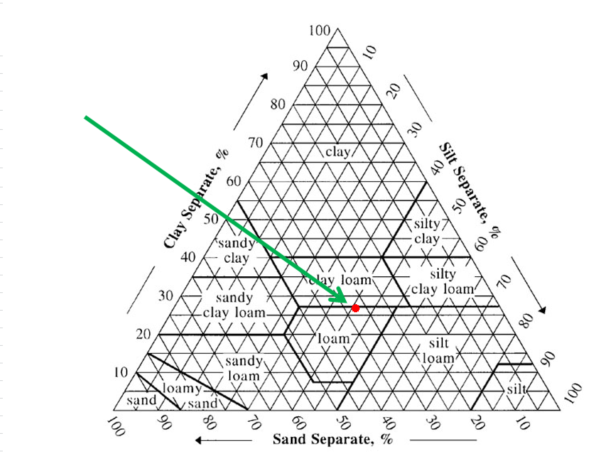 100
90
80
70
60
50
40
30
20
10
Clay Separate, %
10
20
30
40
50
60
70
80
90
100
Silt Separate, %
clay
silty
clay
sandy
clay
clay loam
silty
clay loam
sandy
clay loam
loam
silt
loam
sandy
loam
loamy
sand
sand
silt
100
90
80
70
60
50
40
30
20
10
Sand Separate, %